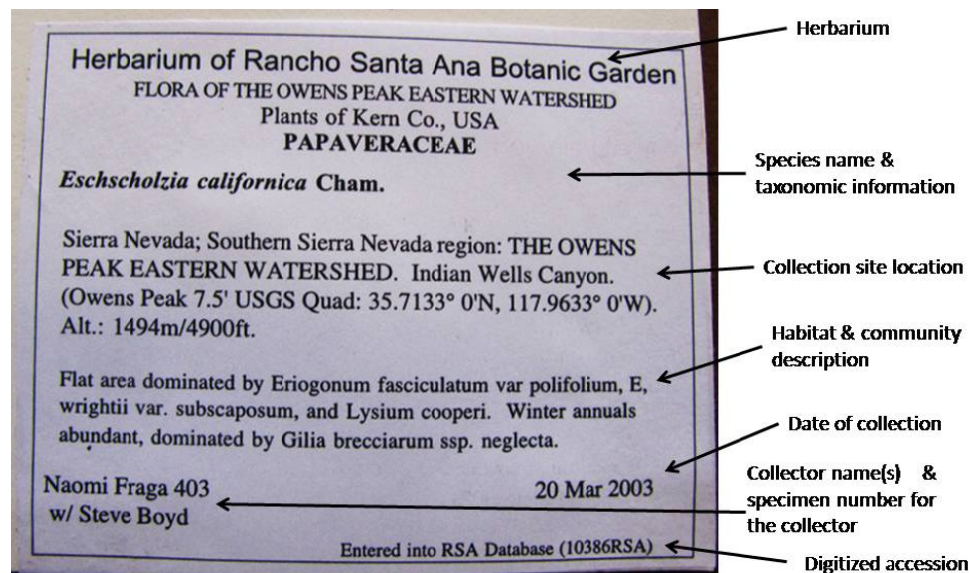 Herbarium of Rancho Santa Ana Botanic Garden
FLORA OF THE OWENS PEAK EASTERN WATERSHED
Plants of Kern Co., USA
PAPAVERACEAE
Eschscholzia californica Cham.
Sierra Nevada; Southern Sierra Nevada region: THE OWENS
PEAK EASTERN WATERSHED. Indian Wells Canyon.
(Owens Peak 7.5' USGS Quad: 35.7133° 0'N, 117.9633° 0'W).
Alt.: 1494m/4900ft.
Flat area dominated by Eriogonum fasciculatum var polifolium, E,
wrightii var. subscaposum, and Lysium cooperi. Winter annuals
abundant, dominated by Gilia brecciarum ssp. neglecta.
Naomi Fraga 403
w/ Steve Boyd
20 Mar 2003
Entered into RSA Database (10386RSA)
Herbarium
Species name &
taxonomic information
Collection site location
Habitat & community
description
Date of collection
Collector name(s) &
specimen number for
the collector
Digitized accession